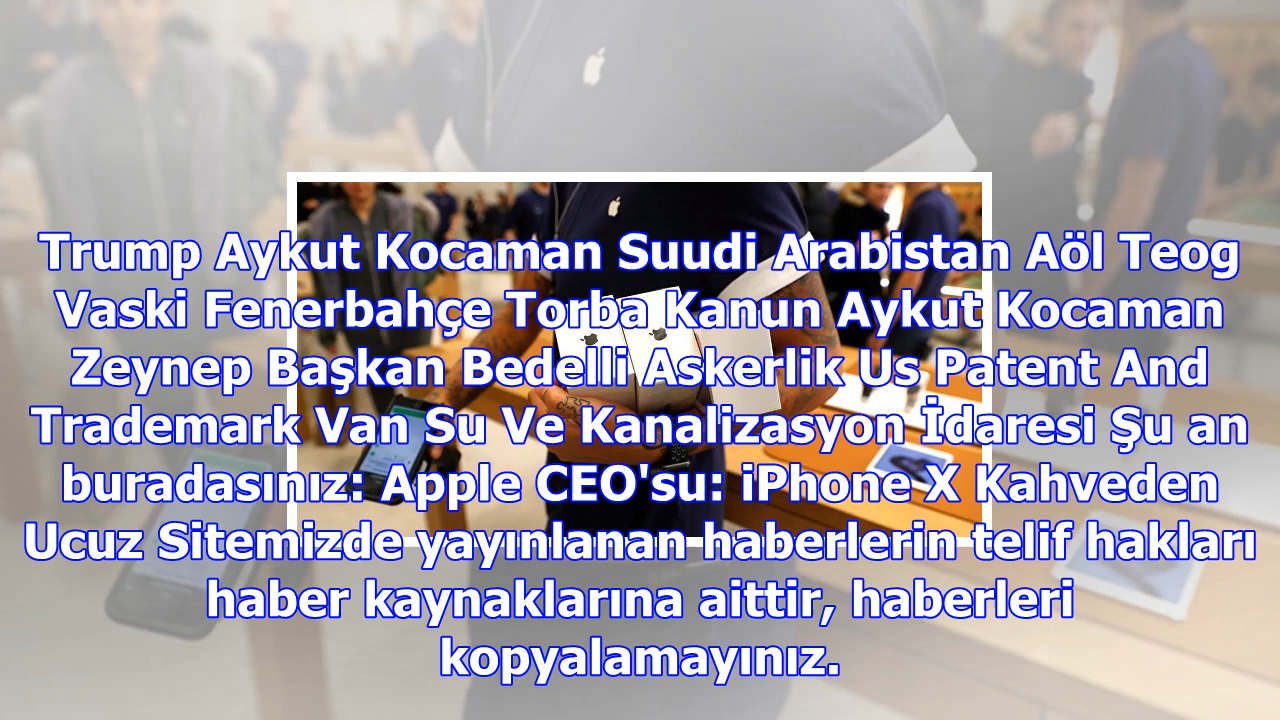 Trump Aykut Kocaman Suudi Arabistan Aöl Teog
Vaski Fenerbahçe Torba Kanun Aykut Kocaman
Zeynep Başkan Bedelli Askerlik Us Patent And
Trademark Van Su Ve Kanalizasyon İdaresi Şu an
buradasınız: Apple CEO'su: iPhone X Kahveden
Ucuz Sitemizde yayınlanan haberlerin telif hakları
haber kaynaklarına aittir, haberleri
kopyalamayınız.